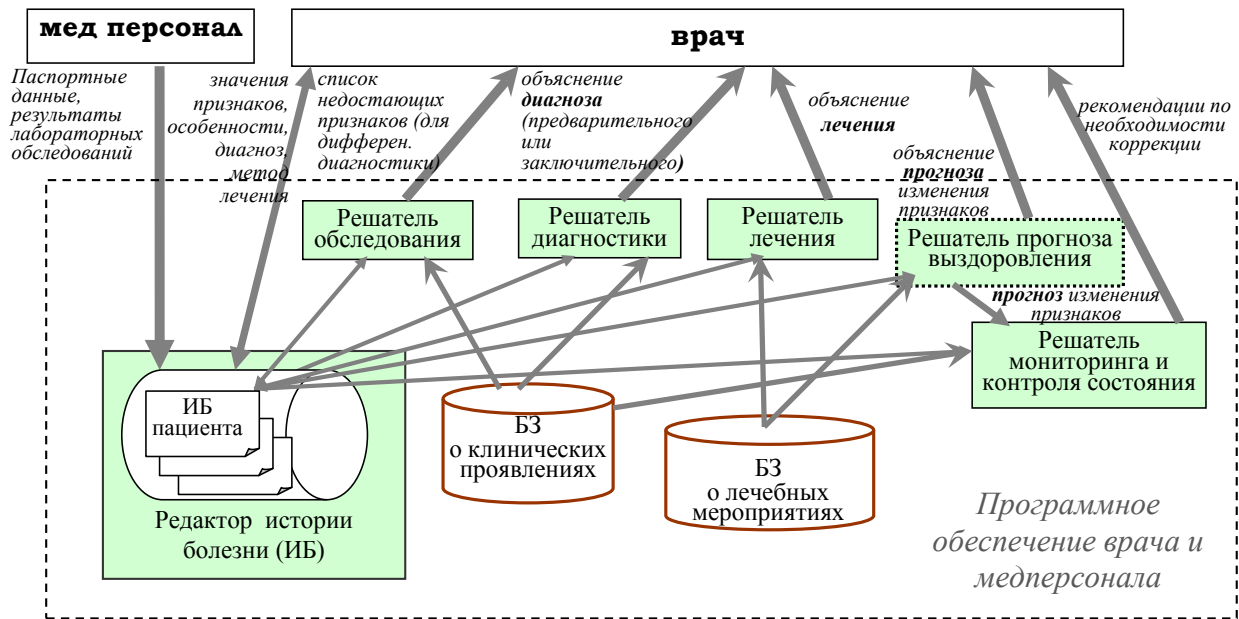 мед персонал
врач
Паспортные
данные,
результаты
лабораторных
обследований
значения
признаков,
особенности,
диагноз,
метод
лечения
список
недостающих
признаков (для
дифферен.
диагностики)
объяснение
диагноза
(предварительного
или
заключительного)
объяснение
лечения
объяснение
прогноза
изменения
признаков
рекомендации по
необходимости
коррекции
Решатель
обследования
Решатель
диагностики
Решатель
лечения
Решатель прогноза
выздоровления
прогноз изменения
признаков
Решатель
мониторинга и
контроля состояния
ИБ
пациента
Редактор истории
болезни (ИБ)
БЗ
о клинических
проявлениях
БЗ
о лечебных
мероприятиях
Программное
обеспечение врача и
медперсонала